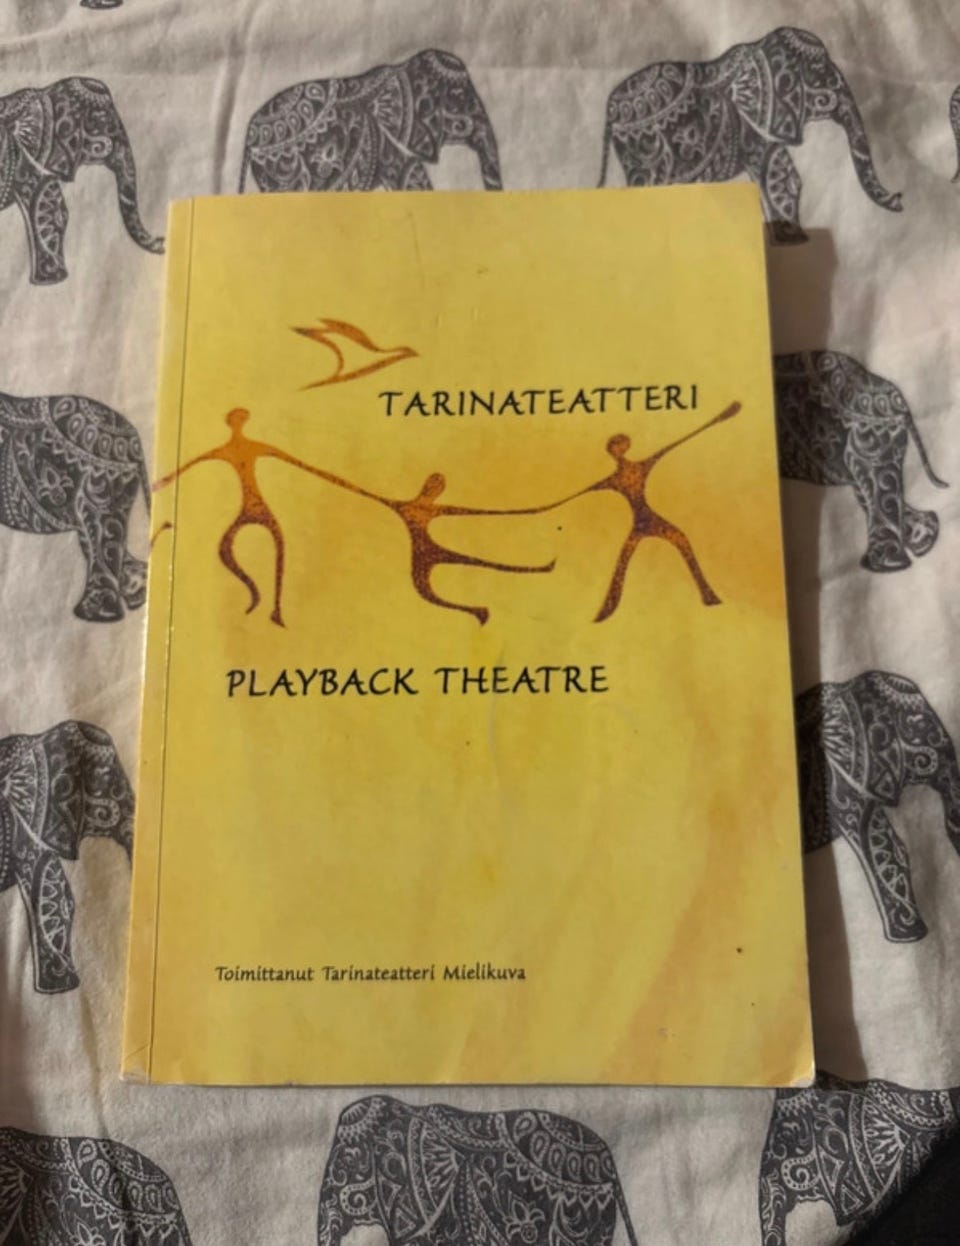 TARINATEATTERI
PLAYBACK THEATRE
Toimittanut Tarinateatteri Mielikuva